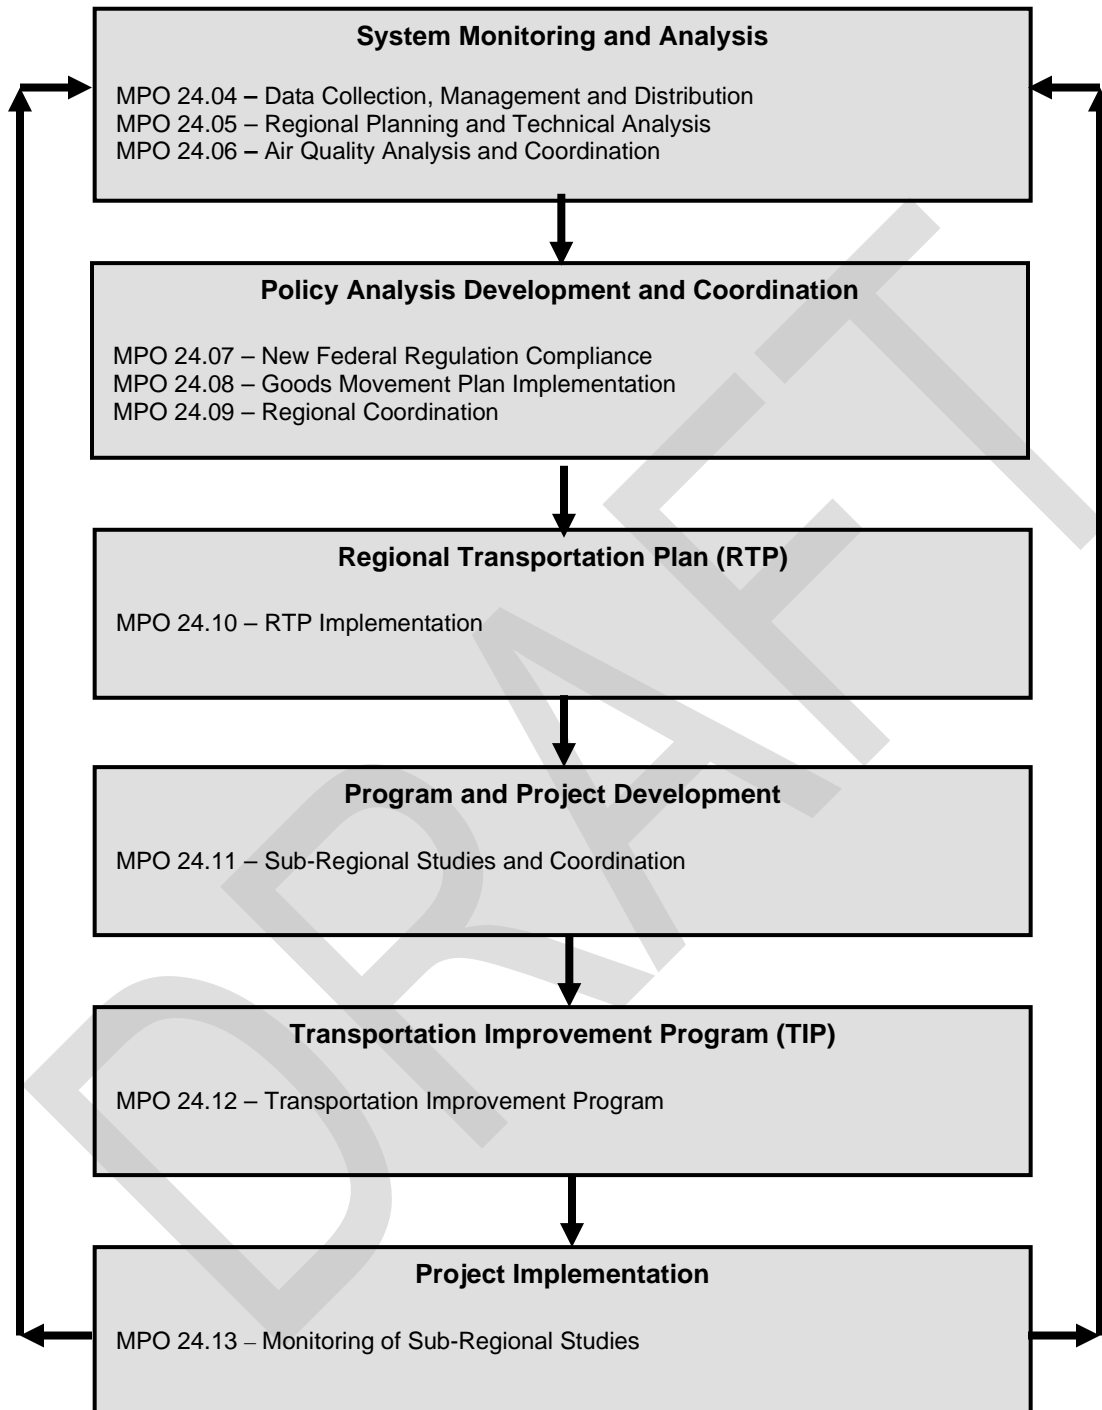 System Monitoring and Analysis
MPO 24.04 – Data Collection, Management and Distribution
MPO 24.05 – Regional Planning and Technical Analysis
MPO 24.06 – Air Quality Analysis and Coordination
Policy Analysis Development and Coordination
MPO 24.07 – New Federal Regulation Compliance
MPO 24.08 – Goods Movement Plan Implementation
MPO 24.09 – Regional Coordination
Regional Transportation Plan (RTP)
MPO 24.10 – RTP Implementation
Program and Project Development
MPO 24.11 – Sub-Regional Studies and Coordination
Transportation Improvement Program (TIP)
MPO 24.12 – Transportation Improvement Program
Project Implementation
MPO 24.13 – Monitoring of Sub-Regional Studies
DRAFT